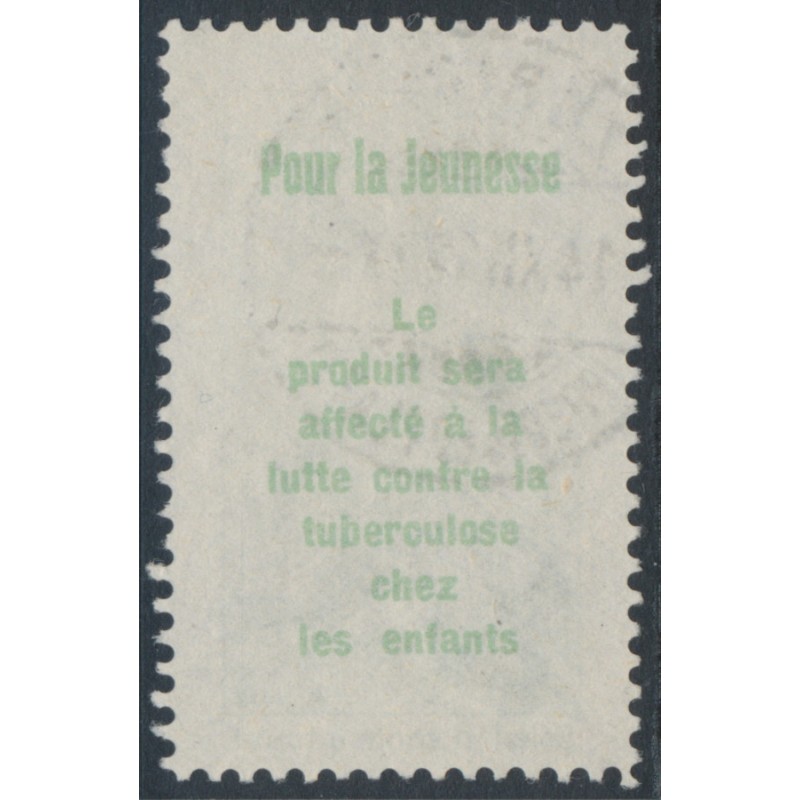 Pour la Jeunesse
Le
produit sera
affecté à la
lutte contre la
tuberculose
chez
les enfants